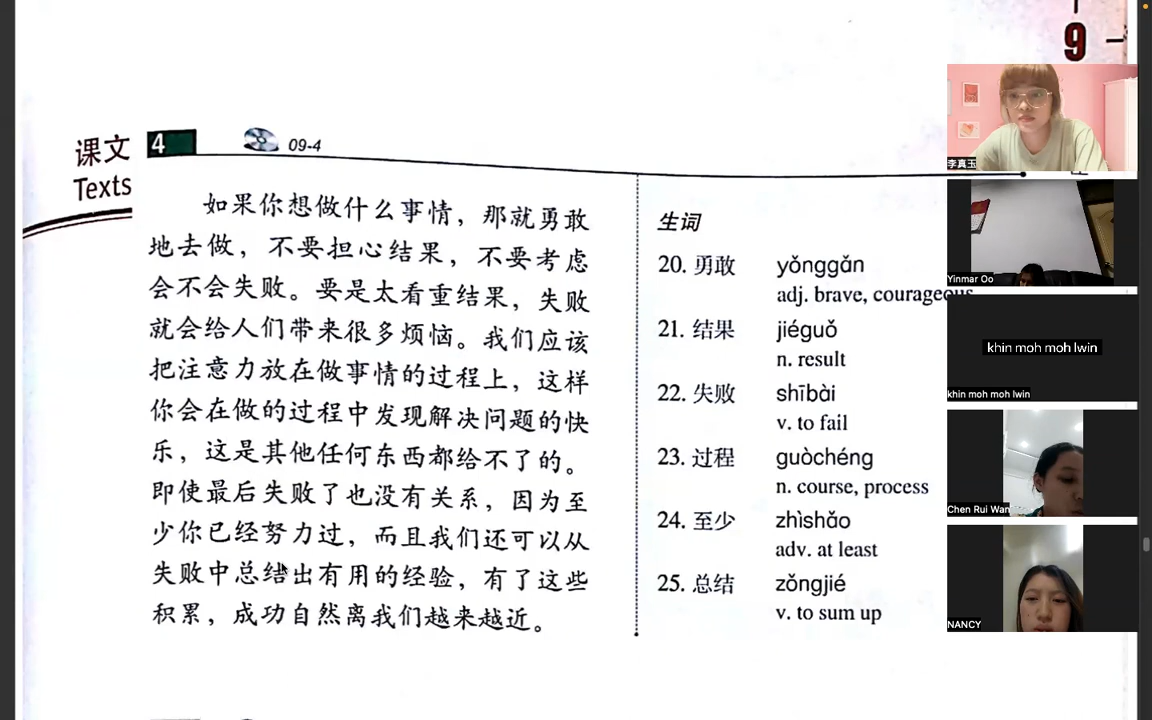 9
课文 4 09-4
Texts
如果你想做什么事情，那就勇敢
地去做，不要担心结果，不要考虑
会不会失败。要是太看重结果，失败
就会给人们带来很多烦恼。我们应该
把注意力放在做事情的过程上，这样
你会在做的过程中发现解决问题的快
乐，这是其他任何东西都给不了的。
即使最后失败了也没有关系，因为至
少你已经努力过，而且我们还可以从
失败中总结出有用的经验，有了这些
积累，成功自然离我们越来越近。
生词
20. 勇敢 yǒnggǎn
adj. brave, courageous
21. 结果 jiéguǒ
n. result
22. 失败 shībài
v. to fail
23. 过程 guòchéng
n. course, process
24. 至少 zhìshǎo
adv. at least
25. 总结 zǒngjié
v. to sum up
李真玉
Yinmar Oo
khin moh moh lwin
khin moh moh lwin
Chen Rui Wan
NANCY